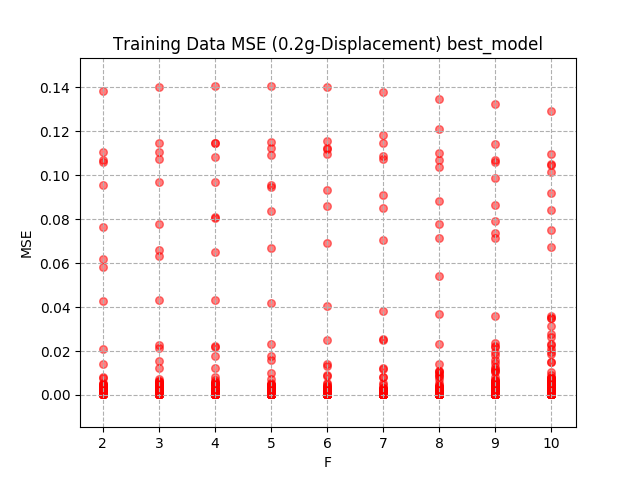 Training Data MSE (0.2g-Displacement) best_model
0.14
0.12
0.10
0.08
0.06
0.04
0.02
0.00
MSE
2 3 4 5 6 7 8 9 10
F